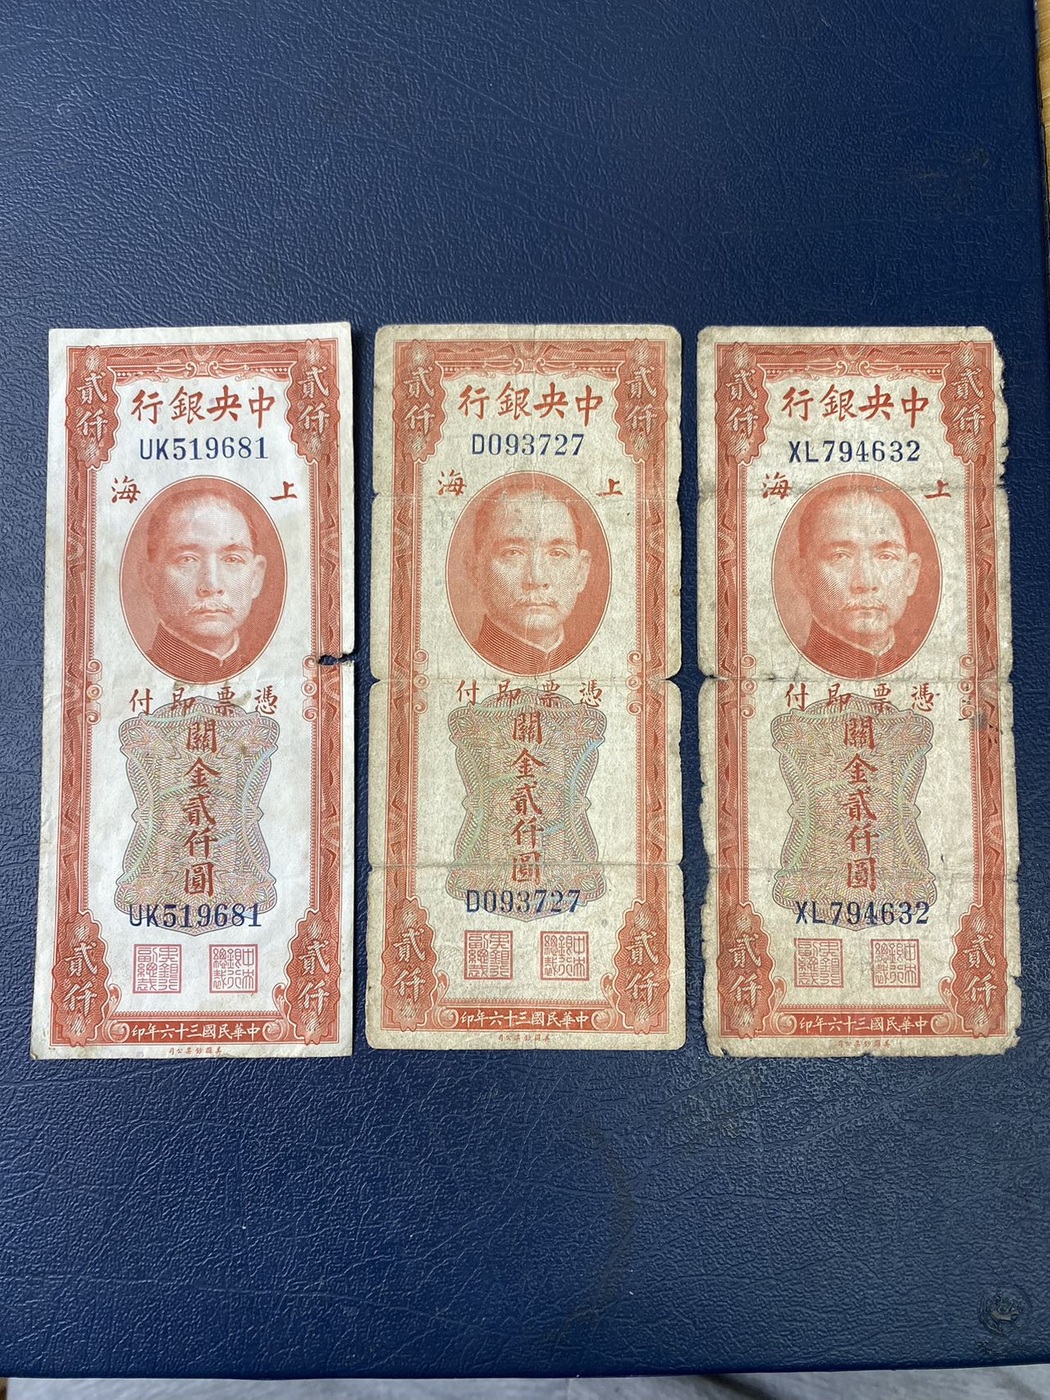 貳仟
貳仟
中央銀行
UK519681
上海
憑票即付
關金貳仟圓
UK519681
貳仟
貳仟
中華民國三十六年印
貳仟
貳仟
中央銀行
D093727
上海
憑票即付
關金貳仟圓
D093727
貳仟
貳仟
中華民國三十六年印
貳仟
貳仟
中央銀行
XL794632
上海
憑票即付
關金貳仟圓
XL794632
貳仟
貳仟
中華民國三十六年印